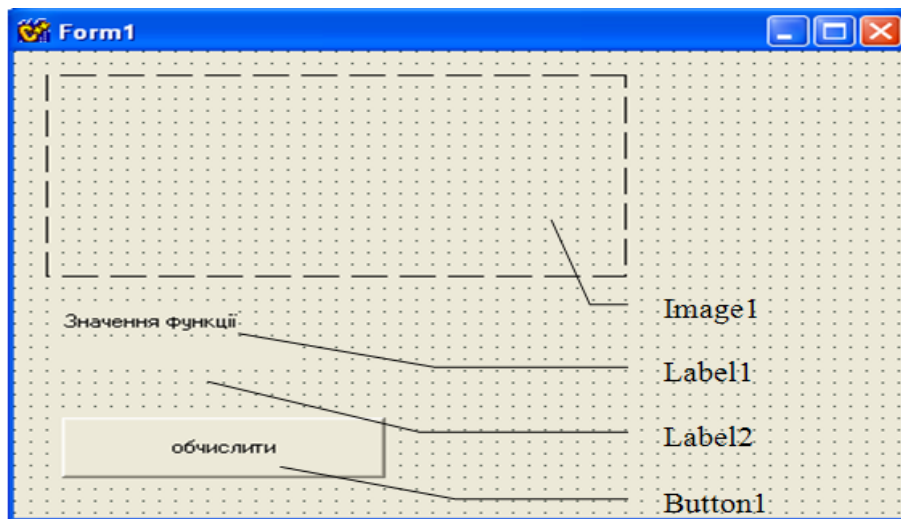 Form1
Image1
Значення функції
Label1
Label2
обчислити
Button1